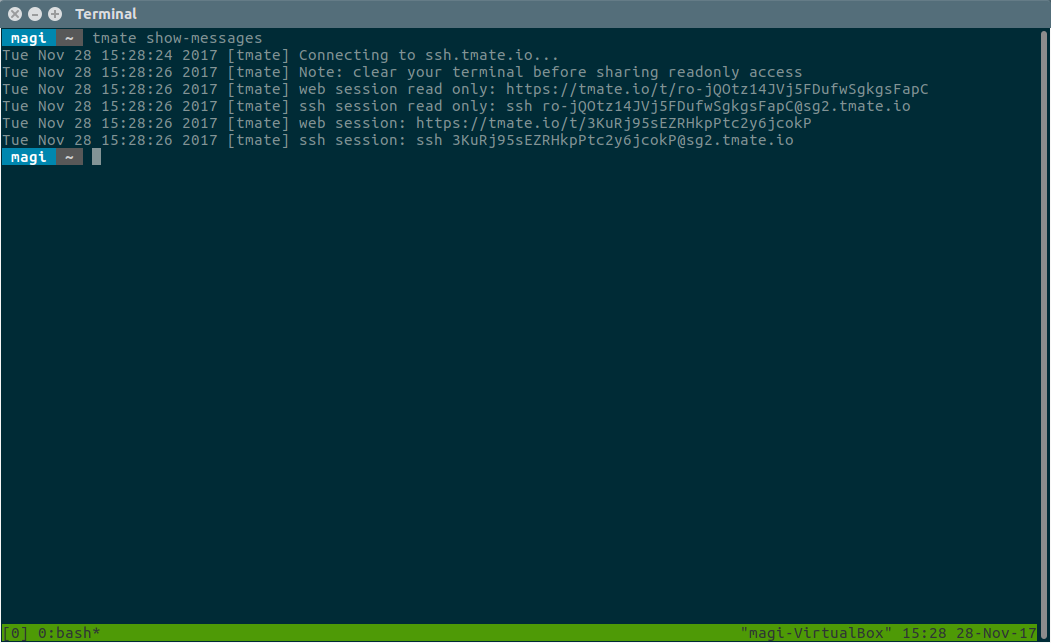 Terminal
magi ~ tmate show-messages
Tue Nov 28 15:28:24 2017 [tmate] Connecting to ssh.tmate.io...
Tue Nov 28 15:28:26 2017 [tmate] Note: clear your terminal before sharing readonly access
Tue Nov 28 15:28:26 2017 [tmate] web session read only: https://tmate.io/t/ro-jQOtz14JVj5FDufwSgkgsFapC
Tue Nov 28 15:28:26 2017 [tmate] ssh session read only: ssh ro-jQOtz14JVj5FDufwSgkgsFapC@sg2.tmate.io
Tue Nov 28 15:28:26 2017 [tmate] web session: https://tmate.io/t/3KuRj95sEZRHkpPtc2y6jcokP
Tue Nov 28 15:28:26 2017 [tmate] ssh session: ssh 3KuRj95sEZRHkpPtc2y6jcokP@sg2.tmate.io
magi ~
[0] 0:bash* "magi-VirtualBox" 15:28 28-Nov-17